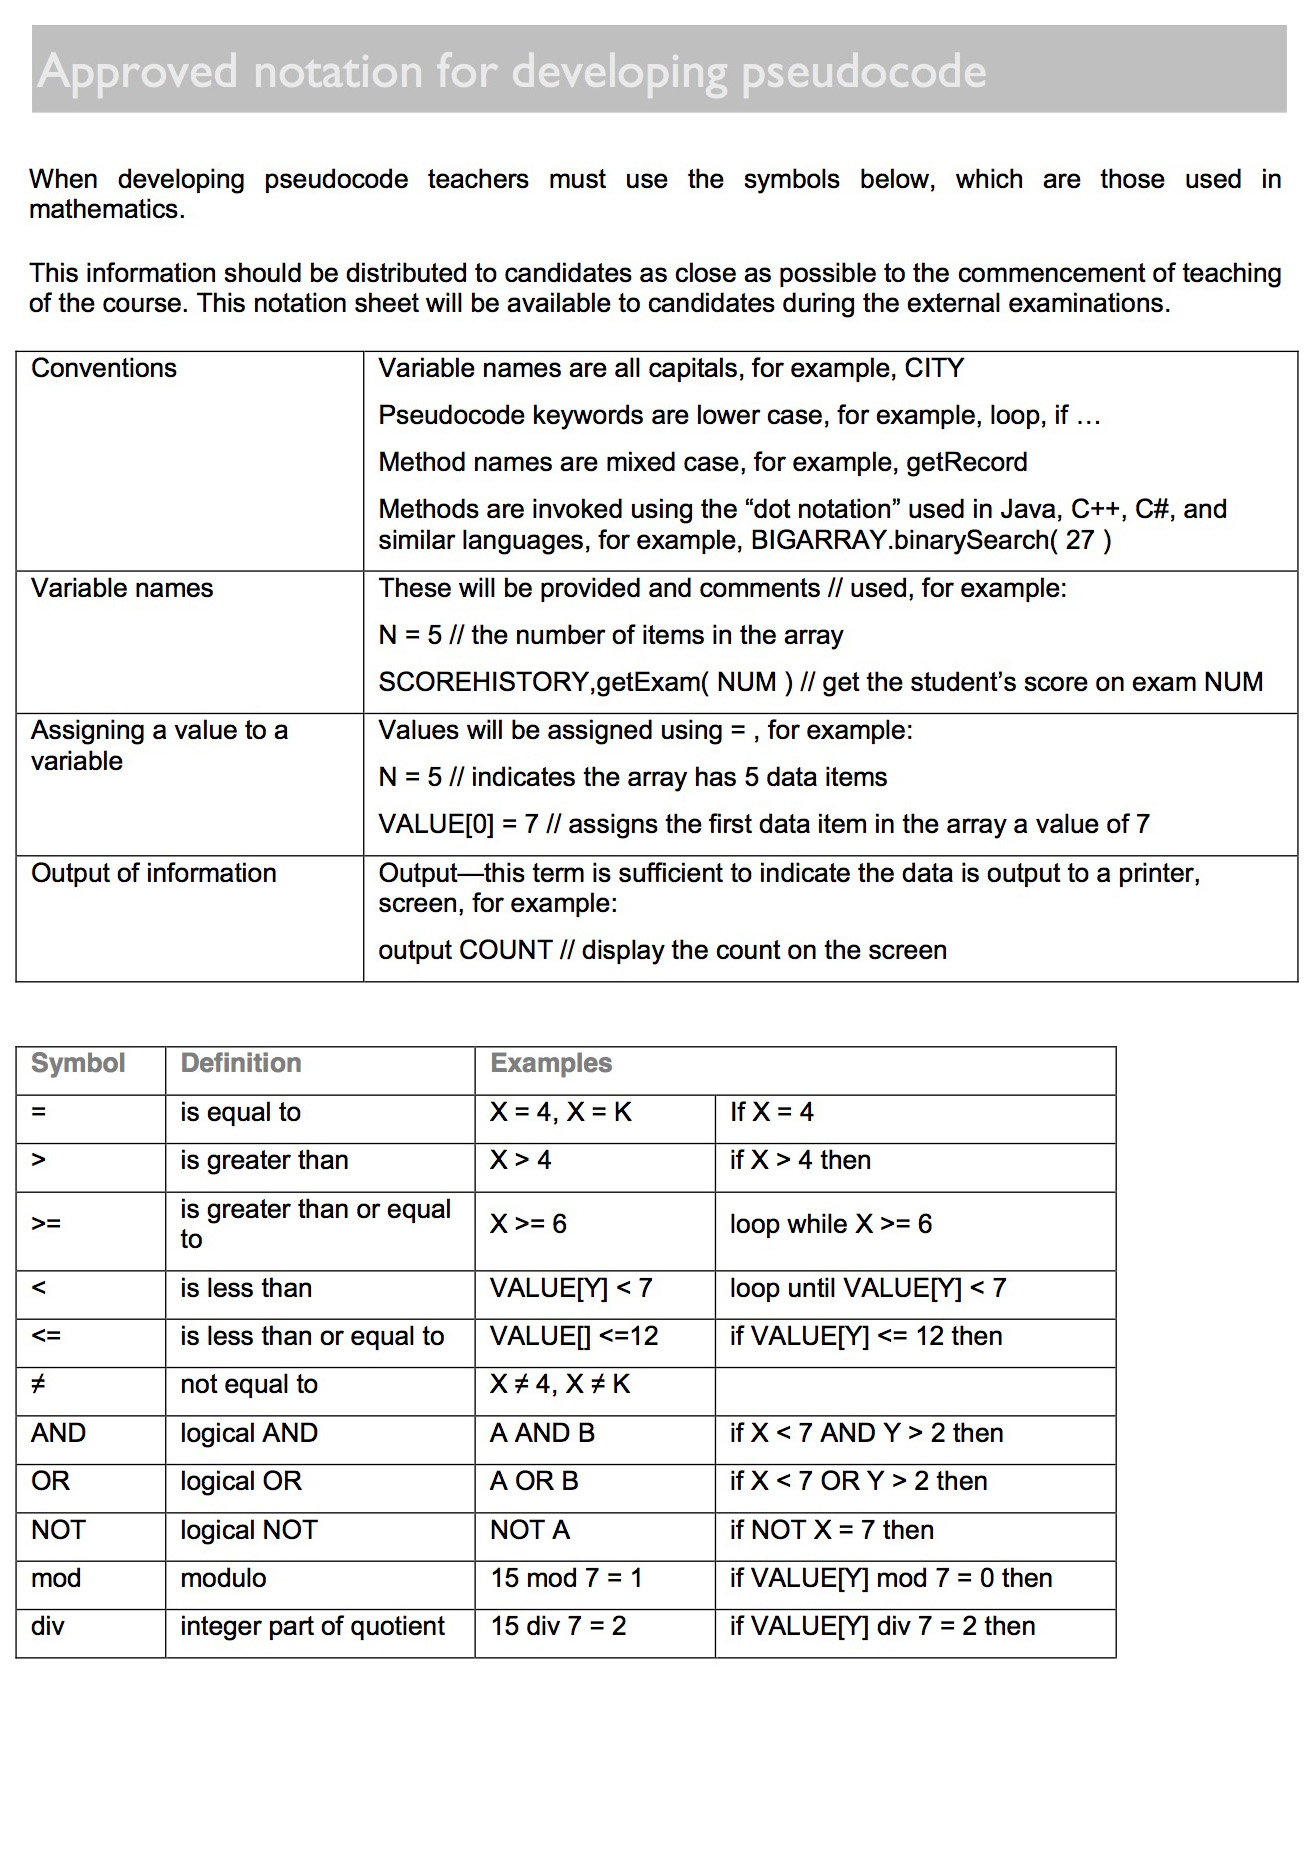 Approved notation for developing pseudocode
When developing pseudocode teachers must use the symbols below, which are those used in
mathematics.
This information should be distributed to candidates as close as possible to the commencement of teaching
of the course. This notation sheet will be available to candidates during the external examinations.
Conventions
Variable names are all capitals, for example, CITY
Pseudocode keywords are lower case, for example, loop, if …
Method names are mixed case, for example, getRecord
Methods are invoked using the “dot notation” used in Java, C++, C#, and
similar languages, for example, BIGARRAY.binarySearch( 27 )
Variable names
These will be provided and comments // used, for example:
N = 5 // the number of items in the array
SCOREHISTORY,getExam( NUM ) // get the student’s score on exam NUM
Assigning a value to a
variable
Values will be assigned using = , for example:
N = 5 // indicates the array has 5 data items
VALUE[0] = 7 // assigns the first data item in the array a value of 7
Output of information
Output—this term is sufficient to indicate the data is output to a printer,
screen, for example:
output COUNT // display the count on the screen
Symbol Definition Examples
= is equal to X = 4, X = K If X = 4
> is greater than X > 4 if X > 4 then
>= is greater than or equal
to X >= 6 loop while X >= 6
< is less than VALUE[Y] < 7 loop until VALUE[Y] < 7
<= is less than or equal to VALUE[] <=12 if VALUE[Y] <= 12 then
≠ not equal to X ≠ 4, X ≠ K
AND logical AND A AND B if X < 7 AND Y > 2 then
OR logical OR A OR B if X < 7 OR Y > 2 then
NOT logical NOT NOT A if NOT X = 7 then
mod modulo 15 mod 7 = 1 if VALUE[Y] mod 7 = 0 then
div integer part of quotient 15 div 7 = 2 if VALUE[Y] div 7 = 2 then